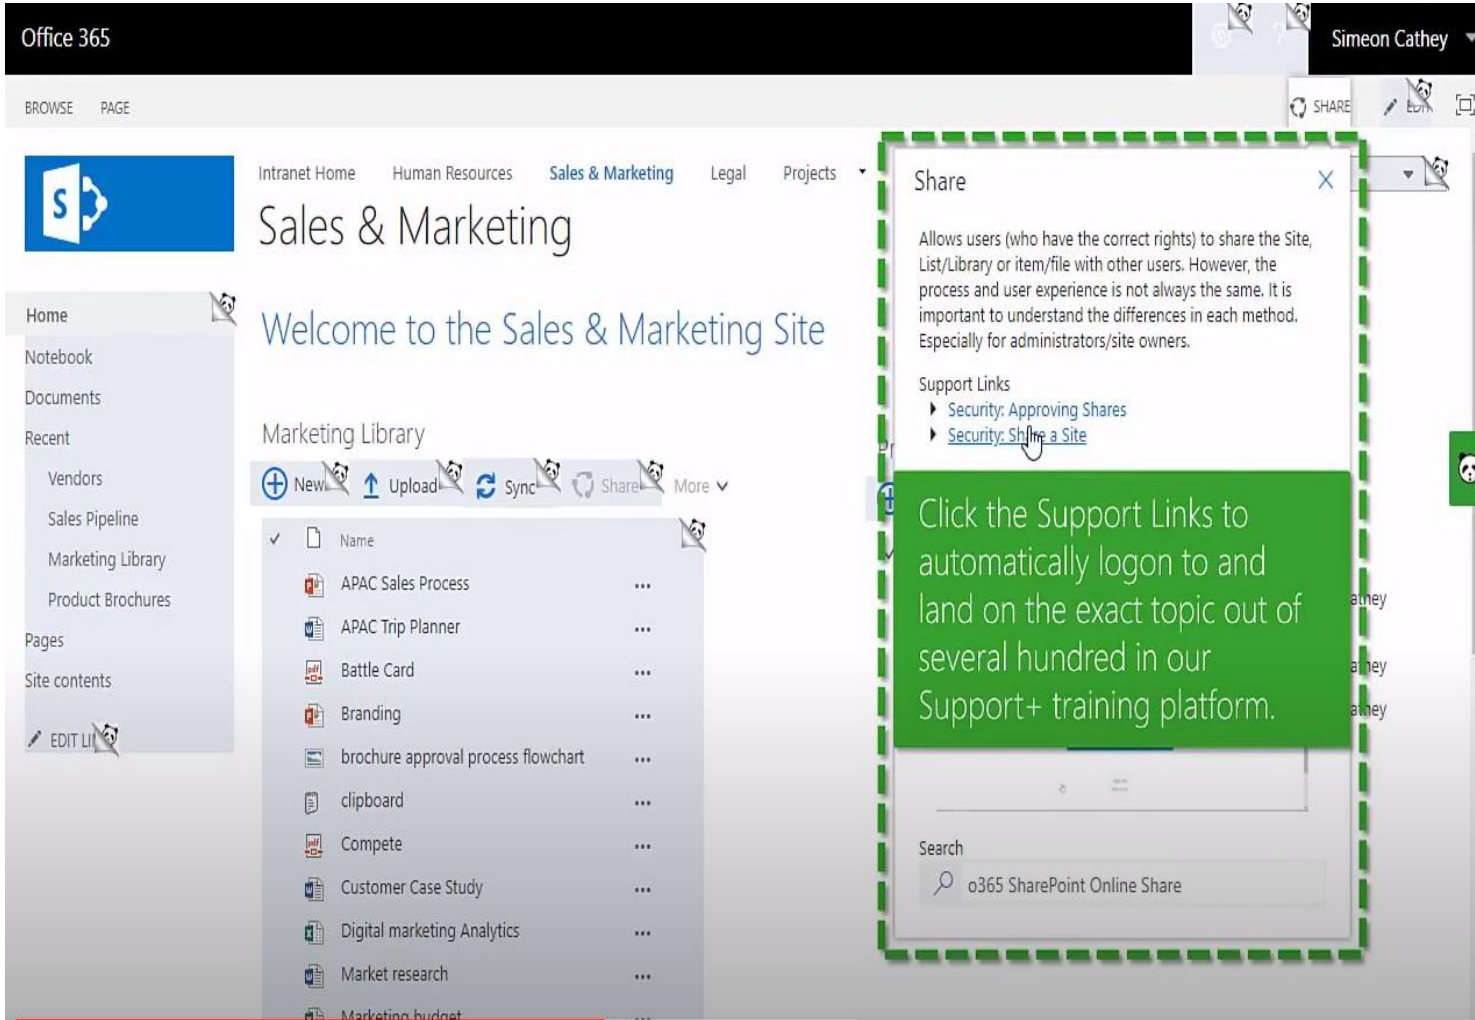 Office 365
Simeon Cathey
BROWSE PAGE
SHARE
EDIT
Intranet Home Human Resources Sales & Marketing Legal Projects
Sales & Marketing
Home
Notebook
Documents
Recent
Vendors
Sales Pipeline
Marketing Library
Product Brochures
Pages
Site contents
EDIT
Welcome to the Sales & Marketing Site
Marketing Library
New Upload Sync Share More
Name
APAC Sales Process
APAC Trip Planner
Battle Card
Branding
brochure approval process flowchart
clipboard
Compete
Customer Case Study
Digital marketing Analytics
Market research
Marketing budget
Share
Allows users (who have the correct rights) to share the Site,
List/Library or item/file with other users. However, the
process and user experience is not always the same. It is
important to understand the differences in each method.
Especially for administrators/site owners.
Support Links
Security: Approving Shares
Security: Share a Site
Click the Support Links to
automatically logon to and
land on the exact topic out of
several hundred in our
Support+ training platform.
Search
o365 SharePoint Online Share